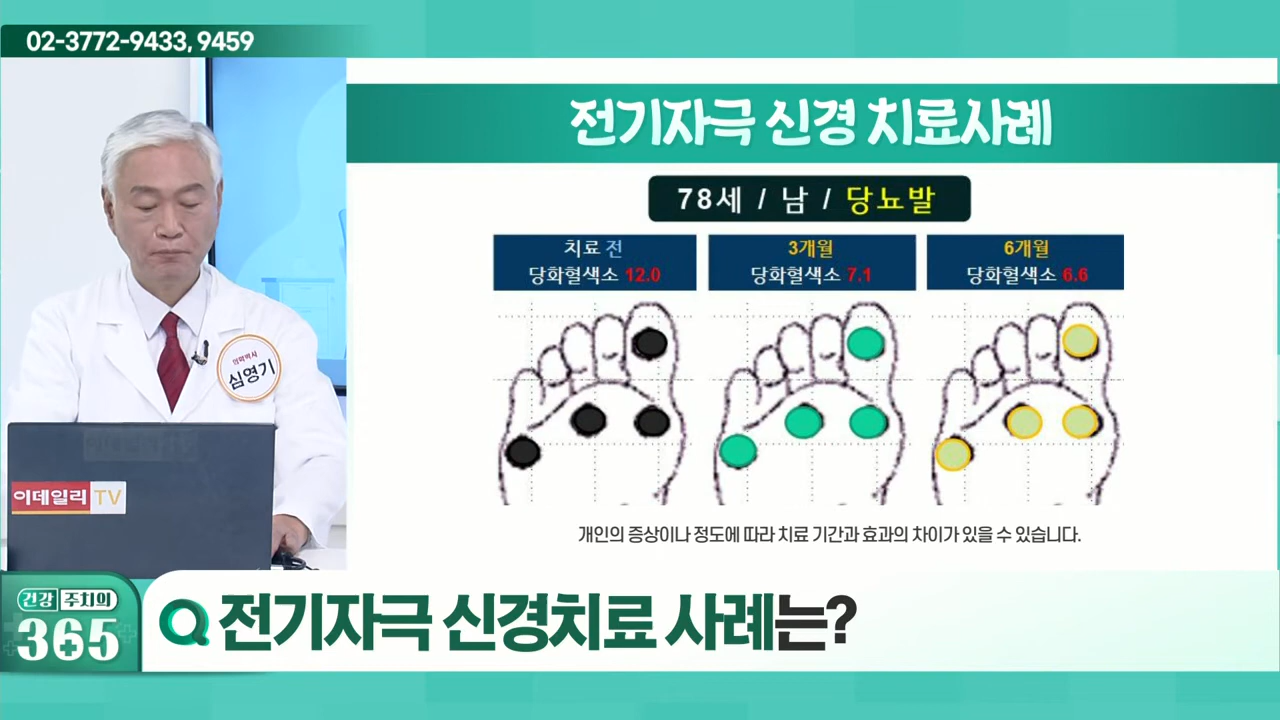 02-3772-9433, 9459
전기자극 신경 치료사례
78세 / 남 / 당뇨발
치료 전
당화혈색소 12.0
3개월
당화혈색소 7.1
6개월
당화혈색소 6.6
의학박사
심영기
이데일리 TV
개인의 증상이나 정도에 따라 치료 기간과 효과의 차이가 있을 수 있습니다.
건강 주치의
365
Q 전기자극 신경치료 사례는?